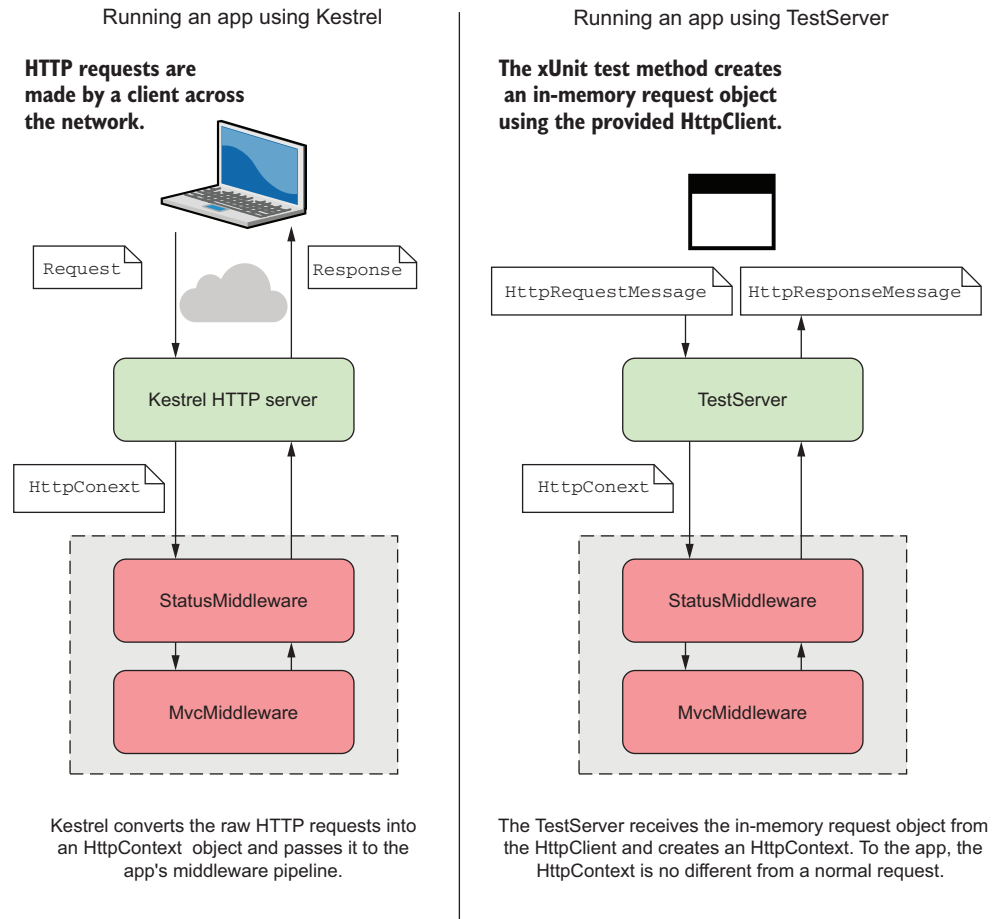 Running an app using Kestrel
HTTP requests are
made by a client across
the network.
Request
Response
Kestrel HTTP server
HttpConext
StatusMiddleware
MvcMiddleware
Kestrel converts the raw HTTP requests into
an HttpContext object and passes it to the
app's middleware pipeline.
Running an app using TestServer
The xUnit test method creates
an in-memory request object
using the provided HttpClient.
HttpRequestMessage
HttpResponseMessage
TestServer
HttpConext
StatusMiddleware
MvcMiddleware
The TestServer receives the in-memory request object from
the HttpClient and creates an HttpContext. To the app, the
HttpContext is no different from a normal request.